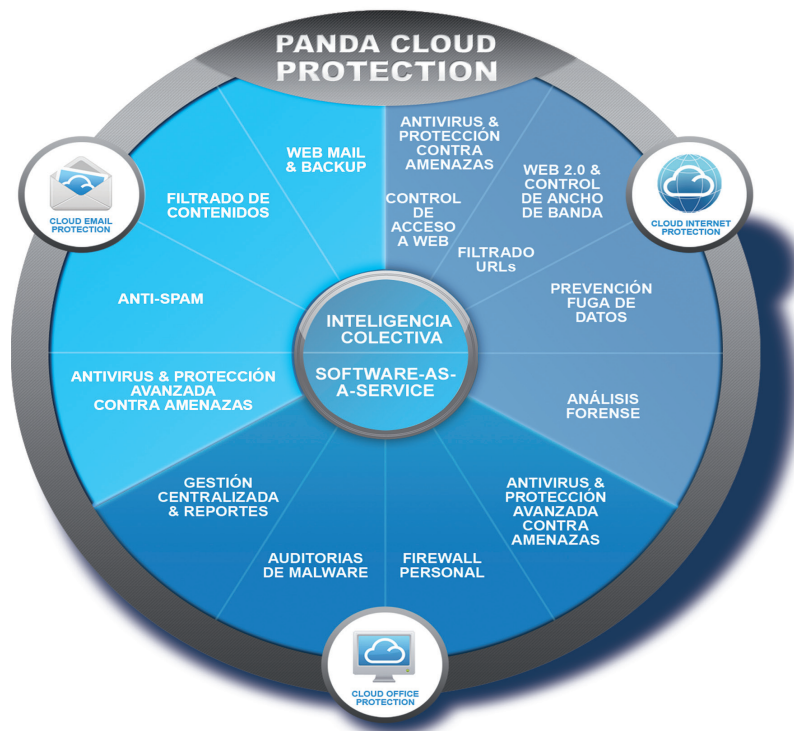 PANDA CLOUD
PROTECTION
CLOUD EMAIL
PROTECTION
WEB MAIL
& BACKUP
FILTRADO DE
CONTENIDOS
ANTI-SPAM
ANTIVIRUS & PROTECCIÓN
AVANZADA
CONTRA AMENAZAS
ANTIVIRUS &
PROTECCIÓN
CONTRA
AMENAZAS
CONTROL
DE
ACCESO
A WEB
WEB 2.0 &
CONTROL
DE ANCHO
DE BANDA
FILTRADO
URLs
CLOUD INTERNET
PROTECTION
PREVENCIÓN
FUGA DE
DATOS
ANÁLISIS
FORENSE
INTELIGENCIA
COLECTIVA
SOFTWARE-AS-
A-SERVICE
GESTIÓN
CENTRALIZADA
& REPORTES
AUDITORIAS
DE MALWARE
FIREWALL
PERSONAL
ANTIVIRUS &
PROTECCIÓN
AVANZADA
CONTRA
AMENAZAS
CLOUD OFFICE
PROTECTION